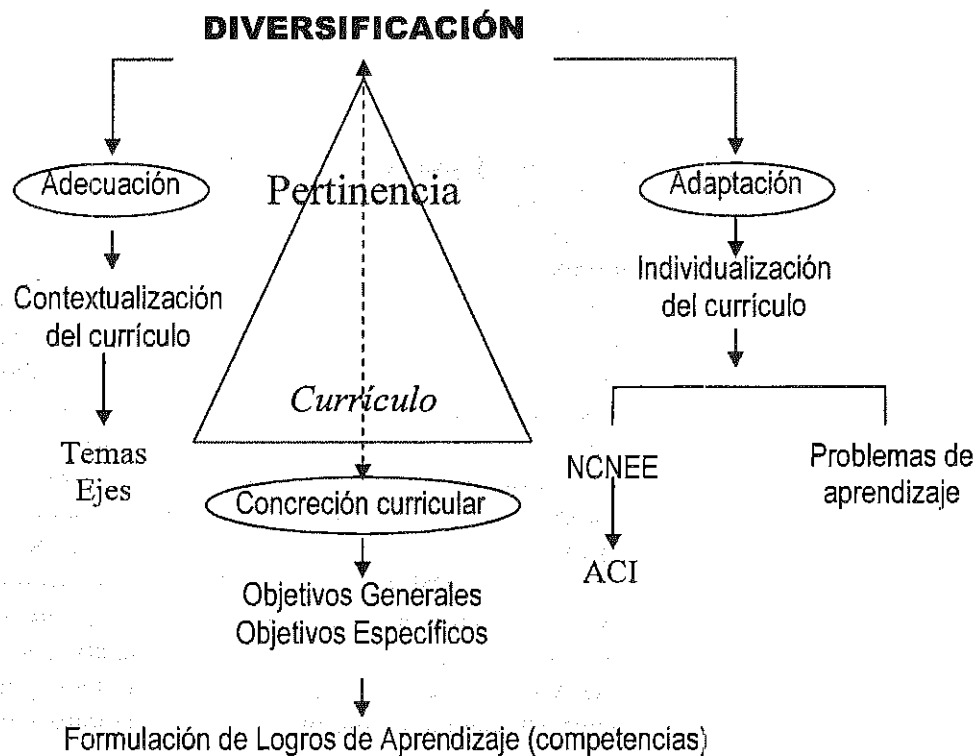 DIVERSIFICACIÓN
Adecuación
Pertinencia
Adaptación
Contextualización
del currículo
Individualización
del currículo
Currículo
Temas
Ejes
NCNEE
Problemas de
aprendizaje
Concreción curricular
ACI
Objetivos Generales
Objetivos Específicos
Formulación de Logros de Aprendizaje (competencias)